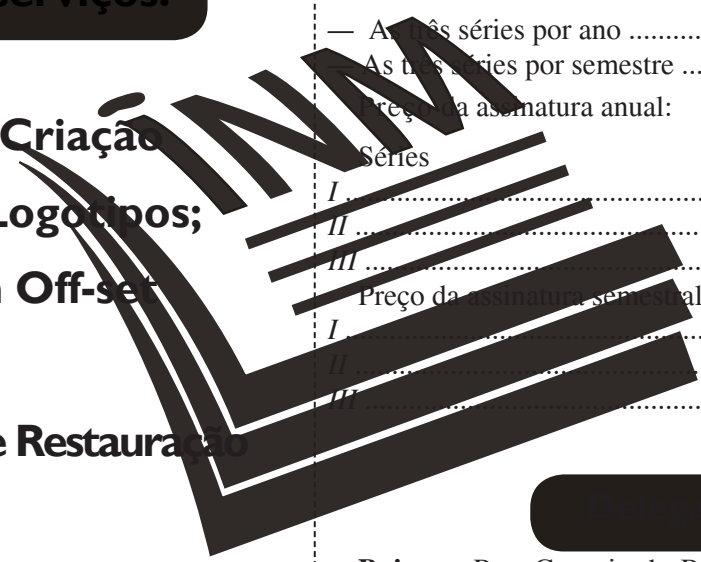 serviços:
Criação
Logotipos;
Off-set
e Restauração
INM
— As três séries por ano ..........
— As três séries por semestre ...
Preço da assinatura anual:
Séries
I ..........
II ..........
III ..........
Preço da assinatura semestral
I ..........
II ..........
III ..........